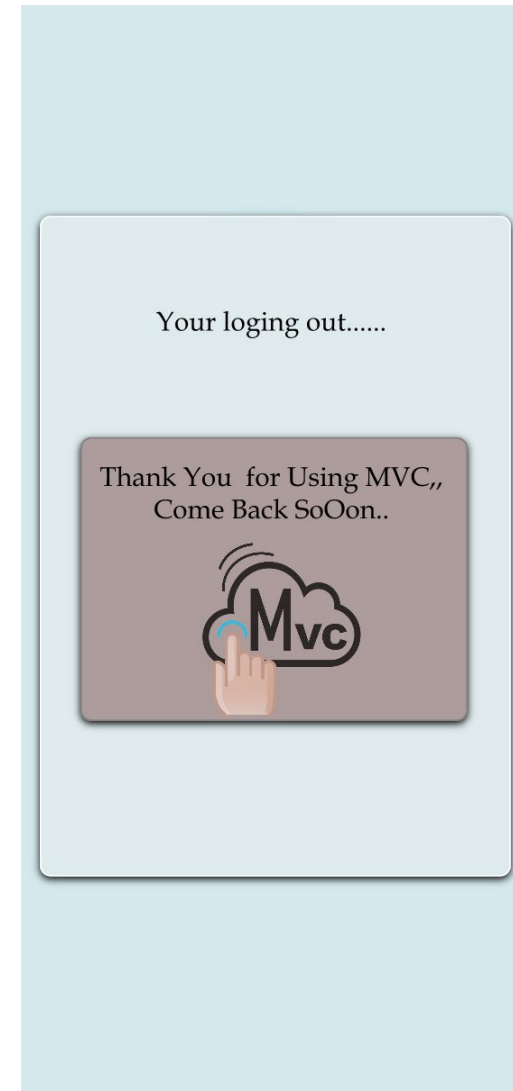 Your loging out......
Thank You  for Using MVC,,
Come Back SoOon..
Mvc